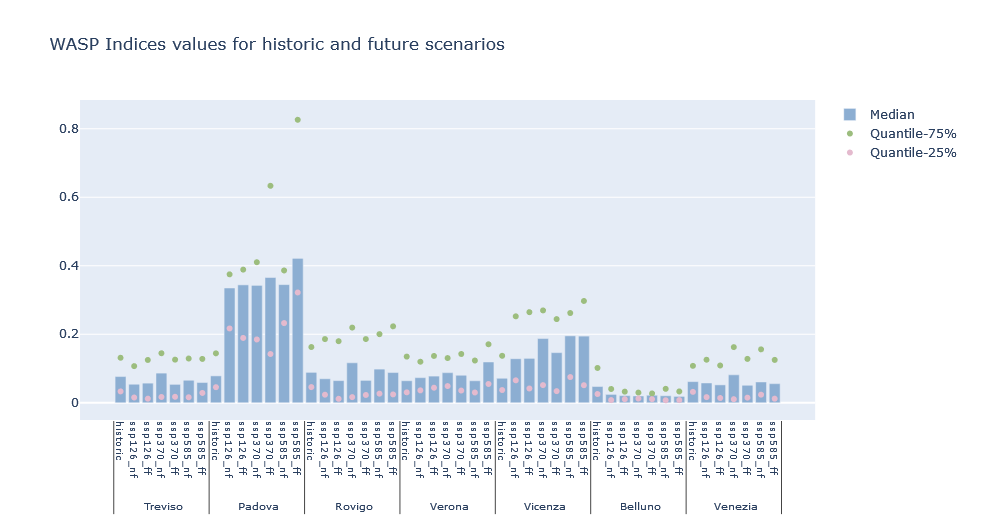 WASP Indices values for historic and future scenarios
Median
Quantile-75%
Quantile-25%
0.8
0.6
0.4
0.2
0
historic ssp126_nf ssp126_ff ssp370_nf ssp370_ff ssp585_nf ssp585_ff historic ssp126_nf ssp126_ff ssp370_nf ssp370_ff ssp585_nf ssp585_ff historic ssp126_nf ssp126_ff ssp370_nf ssp370_ff ssp585_nf ssp585_ff historic ssp126_nf ssp126_ff ssp370_nf ssp370_ff ssp585_nf ssp585_ff historic ssp126_nf ssp126_ff ssp370_nf ssp370_ff ssp585_nf ssp585_ff historic ssp126_nf ssp126_ff ssp370_nf ssp370_ff ssp585_nf ssp585_ff historic ssp126_nf ssp126_ff ssp370_nf ssp370_ff ssp585_nf ssp585_ff
Treviso Padova Rovigo Verona Vicenza Belluno Venezia